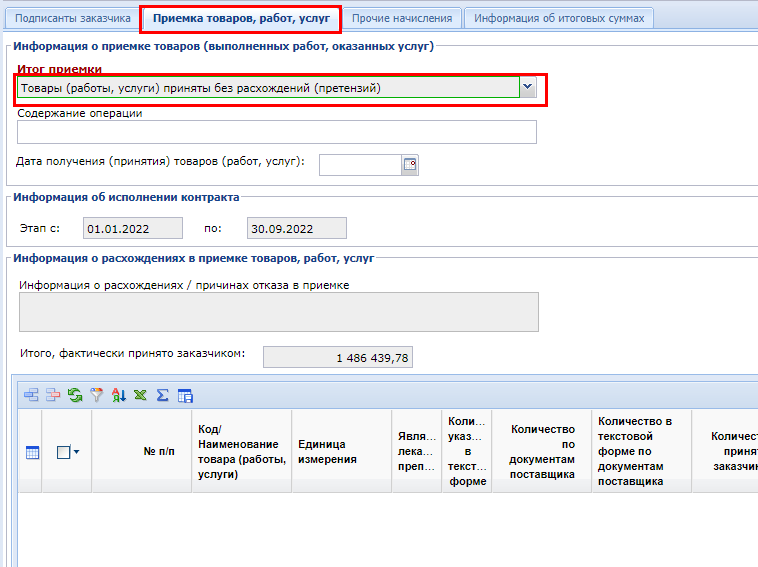 Подписанты заказчика Приемка товаров, работ, услуг Прочие начисления Информация об итоговых суммах
Информация о приемке товаров (выполненных работ, оказанных услуг)
Итог приемки
Товары (работы, услуги) приняты без расхождений (претензий)
Содержание операции
Дата получения (принятия) товаров (работ, услуг):
Информация об исполнении контракта
Этап с: 01.01.2022 по: 30.09.2022
Информация о расхождениях в приемке товаров, работ, услуг
Информация о расхождениях / причинах отказа в приемке
Итого, фактически принято заказчиком: 1 486 439,78
№ п/п
Код/
Наименование
товара (работы,
услуги)
Единица
измерения
Явля...
лека...
преп...
Коли...
указ...
в
текст...
форме
Количество
по
документам
поставщика
Количество в
текстовой
форме по
документам
поставщика
Количест
принят
заказчик